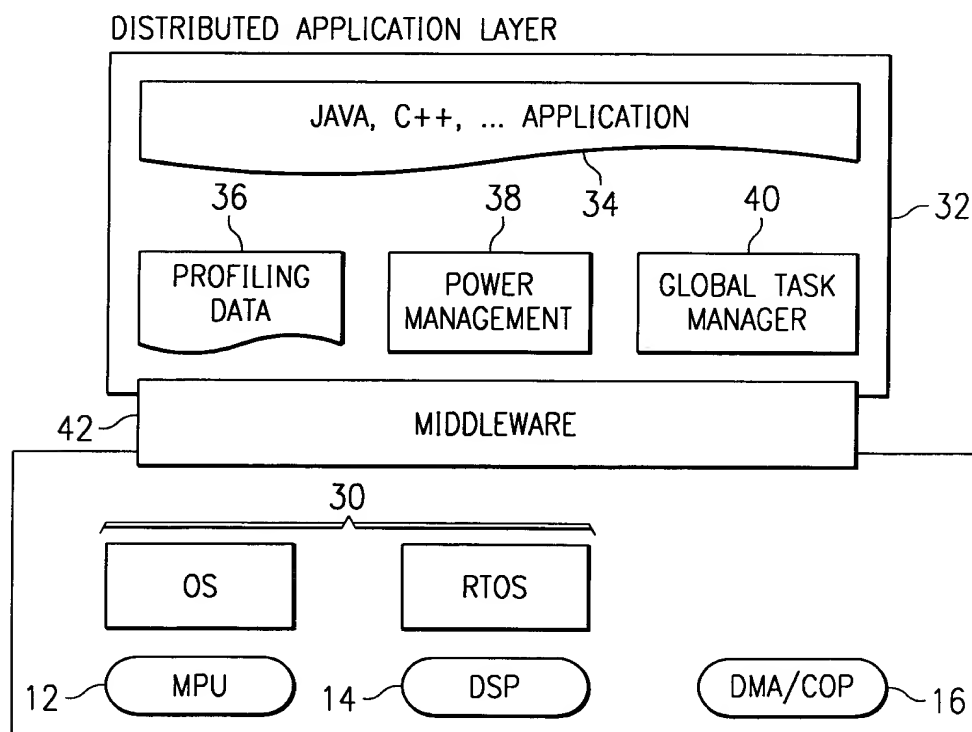 DISTRIBUTED APPLICATION LAYER
JAVA, C++, ... APPLICATION
36
38
34
40
32
PROFILING
DATA
POWER
MANAGEMENT
GLOBAL TASK
MANAGER
42
MIDDLEWARE
30
OS
RTOS
12
MPU
14
DSP
DMA/COP
16